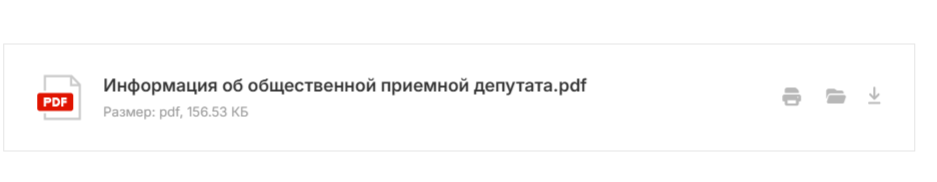 Информация об общественной приемной депутата.pdf
PDF
Размер: pdf, 156.53 КБ